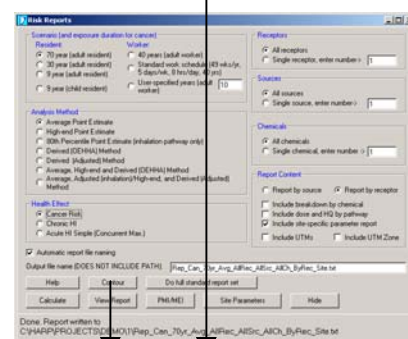 Risk Reports
Scenario (and exposure duration for cancer)
Resident
Worker
70 year (adult resident)
40 years (adult worker)
30 year (adult resident)
Standard work schedule (49 wks/yr, 5 days/wk, 8 hrs/day, 40 yrs)
9 year (adult resident)
User-specified years (adult worker)
10
9 year (child resident)
Analysis Method
Average Point Estimate
High-end Point Estimate
80th Percentile Point Estimate (inhalation pathway only)
Derived (OEHHA) Method
Derived (Adjusted) Method
Average, High-end and Derived (OEHHA) Method
Average, Adjusted (inhalation)/High-end, and Derived (Adjusted) Method
Health Effect
Cancer Risk
Chronic HI
Acute HI Simple (Concurrent Max.)
Receptors
All receptors
Single receptor, enter number->
1
Sources
All sources
Single source, enter number->
1
Chemicals
All chemicals
Single chemical, enter number ->
1
Report Content
Report by source
Report by receptor
Include breakdown by chemical
Include dose and HQ by pathway
Include site-specific parameter report
Include UTMs
Include UTM Zone
Automatic report file naming
Output file name (DOES NOT INCLUDE PATH)
Rep_Can_70yr_Avg_AllRec_AllSrc_AllCh_ByRec_Site.txt
Help
Contour
Do full standard report set
Calculate
View Report
PMI/MEI
Site Parameters
Hide
Done. Report written to
C:\HARP\PROJECTS\DEMO\1\Rep_Can_70yr_Avg_AllRec_AllSrc_AllCh_ByRec_Site.txt